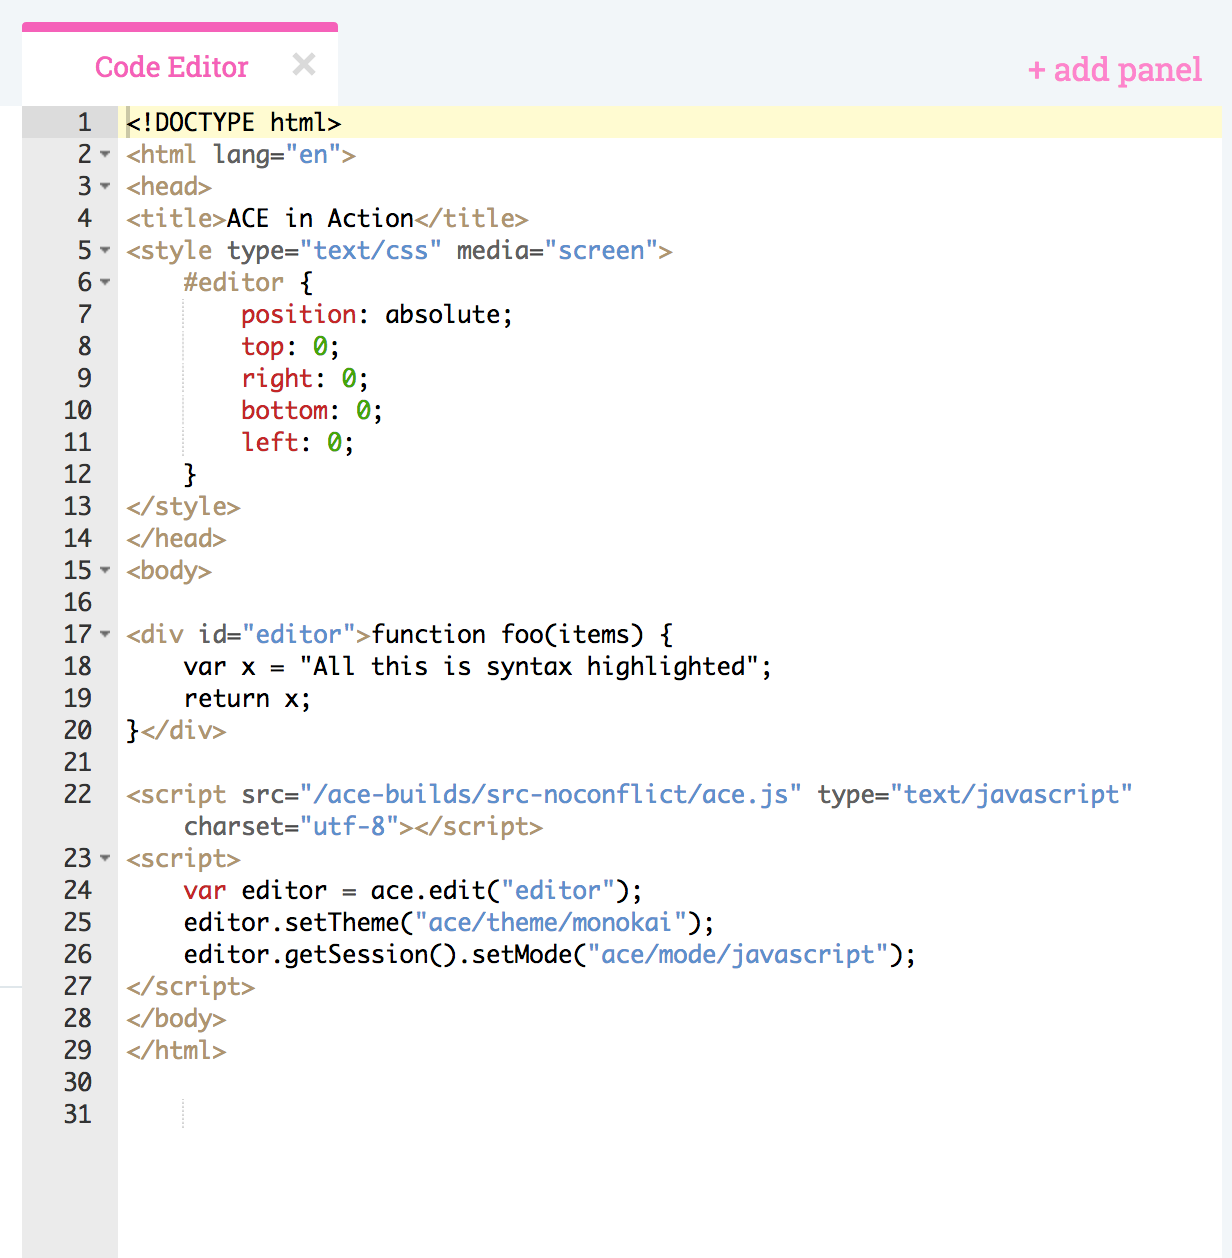 Code Editor ×
+ add panel
1 <!DOCTYPE html>
2 <html lang="en">
3 <head>
4 <title>ACE in Action</title>
5 <style type="text/css" media="screen">
6     #editor {
7         position: absolute;
8         top: 0;
9         right: 0;
10         bottom: 0;
11         left: 0;
12     }
13 </style>
14 </head>
15 <body>
16
17 <div id="editor">function foo(items) {
18     var x = "All this is syntax highlighted";
19     return x;
20 }</div>
21
22 <script src="/ace-builds/src-noconflict/ace.js" type="text/javascript"
    charset="utf-8"></script>
23 <script>
24     var editor = ace.edit("editor");
25     editor.setTheme("ace/theme/monokai");
26     editor.getSession().setMode("ace/mode/javascript");
27 </script>
28 </body>
29 </html>
30
31